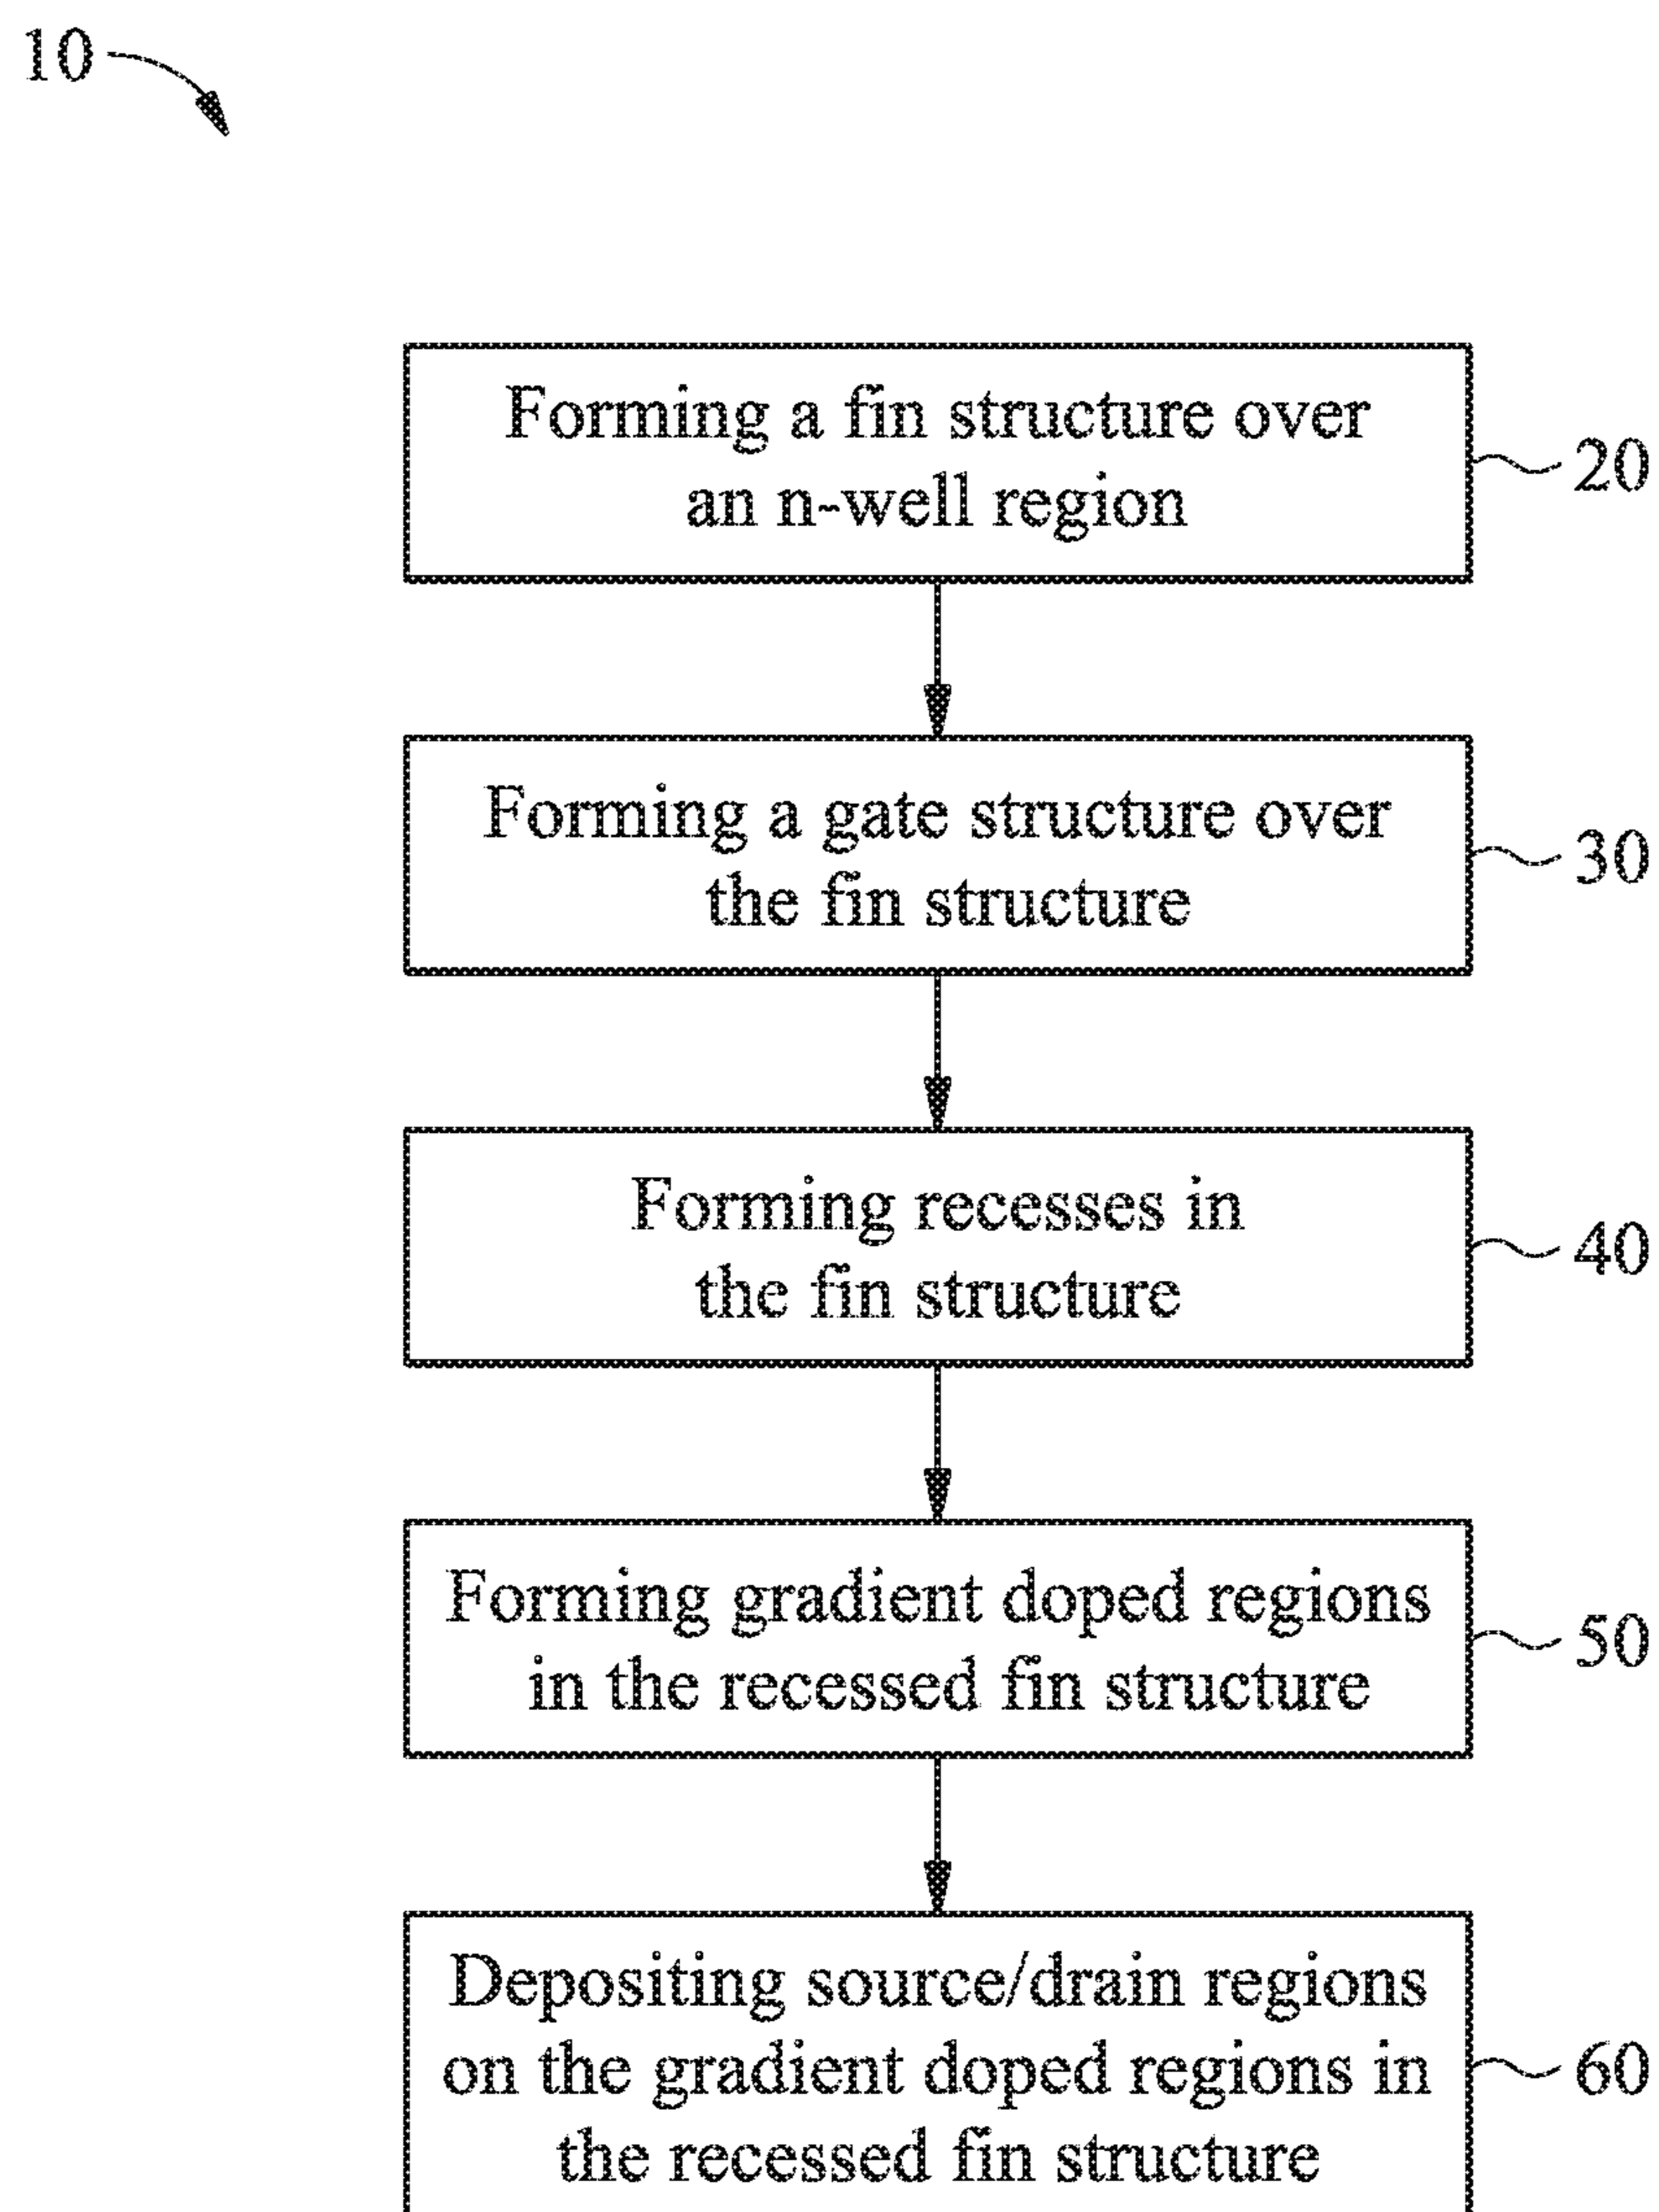 10
Forming a fin structure over
an n-well region
20
Forming a gate structure over
the fin structure
30
Forming recesses in
the fin structure
40
Forming gradient doped regions
in the recessed fin structure
50
Depositing source/drain regions
on the gradient doped regions in
the recessed fin structure
60